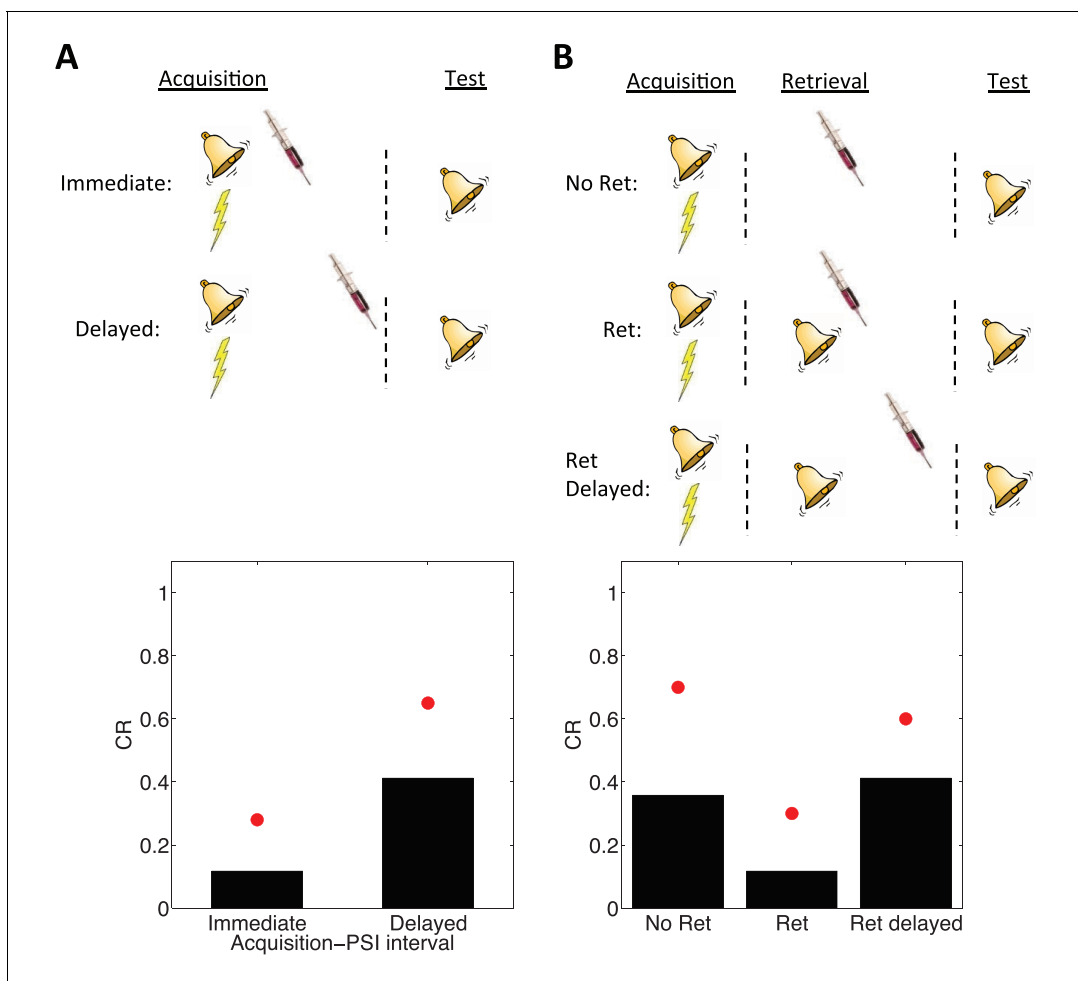 A
Acquisition
Test
Immediate:
Delayed:
B
Acquisition
Retrieval
Test
No Ret:
Ret:
Ret
Delayed:
1
0.8
0.6
0.4
0.2
0
CR
Immediate
Delayed
Acquisition−PSI interval
1
0.8
0.6
0.4
0.2
0
CR
No Ret
Ret
Ret delayed